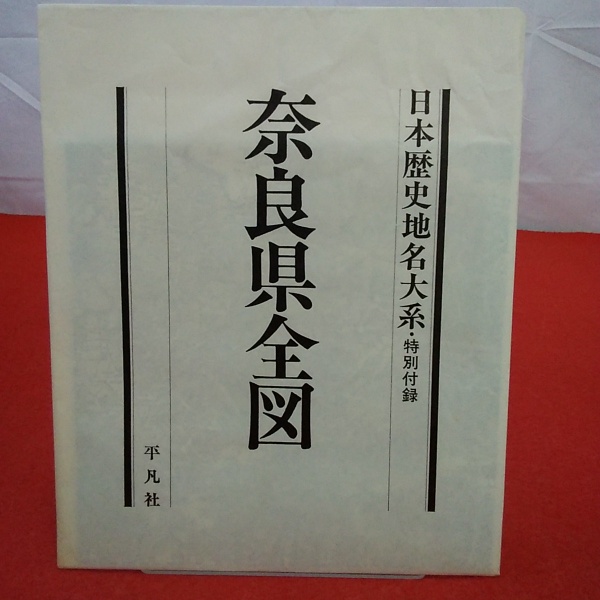 日本歴史地名大系・特別付録
奈良県全図
平凡社